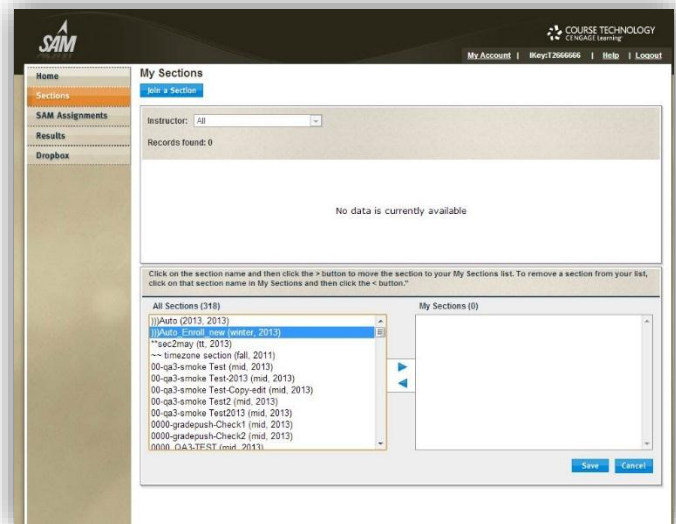 SAM
COURSE TECHNOLOGY
CENGAGE Learning
My Account | IKey:T2666666 | Help | Logout
Home
Sections
SAM Assignments
Results
Dropbox
My Sections
Join a Section
Instructor: All
Records found: 0
No data is currently available
Click on the section name and then click the > button to move the section to your My Sections list. To remove a section from your list,
click on that section name in My Sections and then click the < button."
All Sections (318)
My Sections (0)
)))Auto (2013, 2013)
)))Auto_Enroll_new (winter, 2013)
**sec2may (tt, 2013)
~~ timezone section (fall, 2011)
00-qa3-smoke Test (mid, 2013)
00-qa3-smoke Test-2013 (mid, 2013)
00-qa3-smoke Test-Copy-edit (mid, 2013)
00-qa3-smoke Test2 (mid, 2013)
00-qa3-smoke Test2013 (mid, 2013)
0000-gradepush-Check1 (mid, 2013)
0000-gradepush-Check2 (mid, 2013)
0000_QA3-TEST (mid, 2013)
Save
Cancel